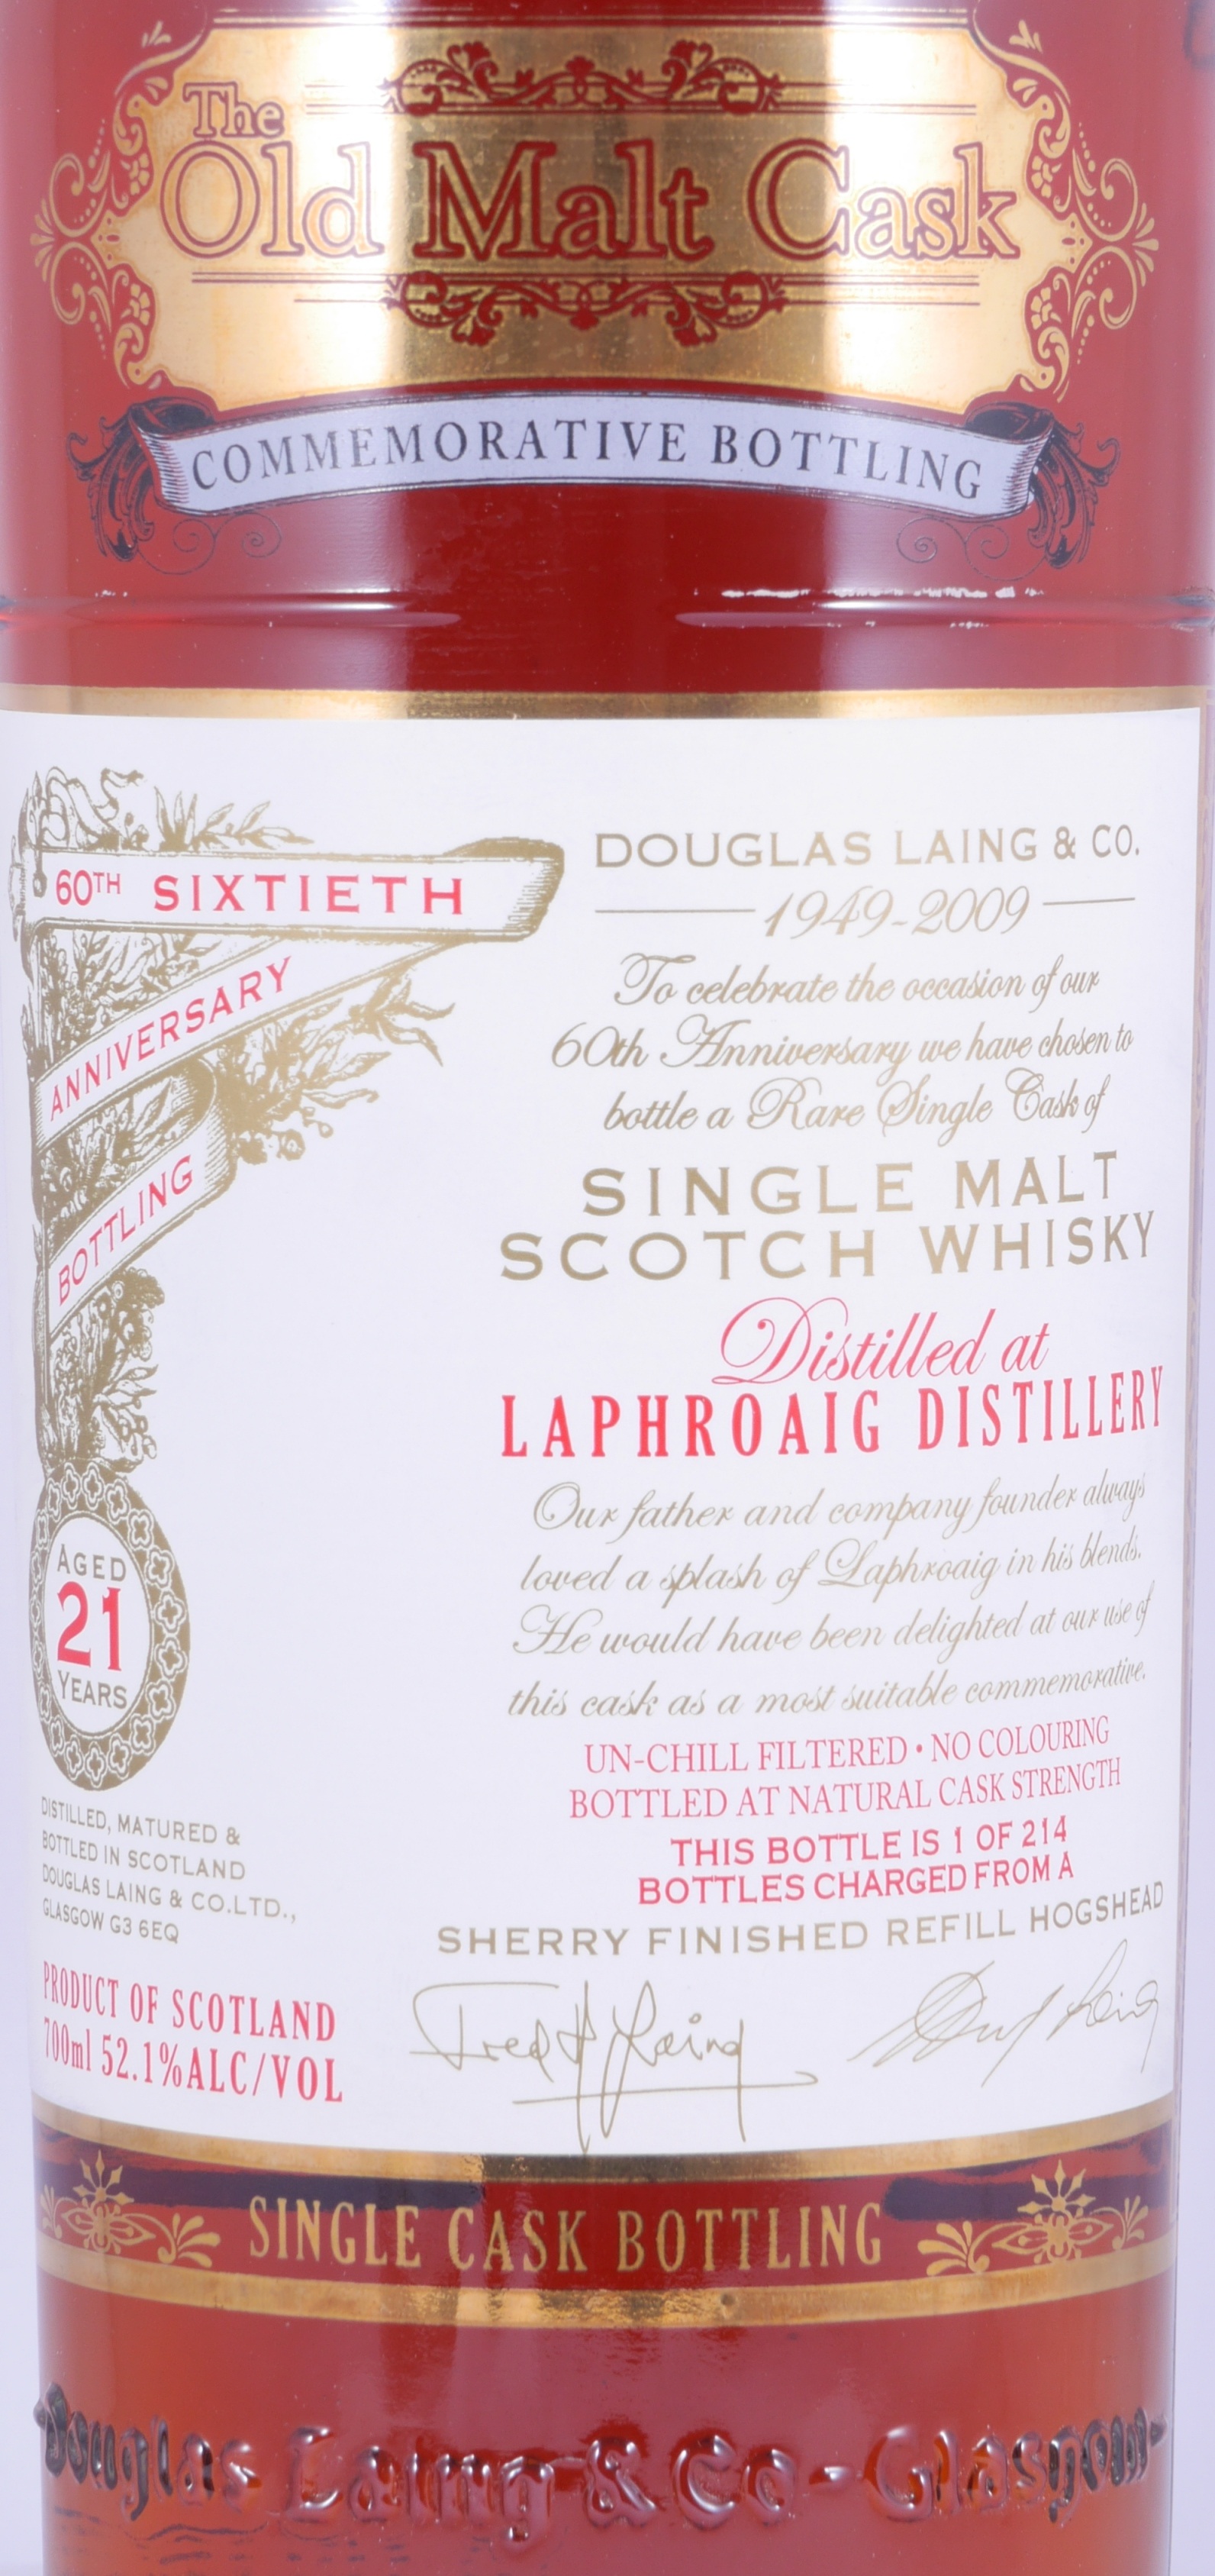 The
Old Malt Cask
COMMEMORATIVE BOTTLING
60TH SIXTIETH
ANNIVERSARY
BOTTLING
AGED
21
YEARS
DISTILLED, MATURED &
BOTTLED IN SCOTLAND
DOUGLAS LAING & CO.LTD.,
GLASGOW G3 6EQ
PRODUCT OF SCOTLAND
700ml 52.1%ALC/VOL
DOUGLAS LAING & CO.
1949-2009
To celebrate the occasion of our
60th Anniversary we have chosen to
bottle a Rare Single Cask of
SINGLE MALT
SCOTCH WHISKY
Distilled at
LAPHROAIG DISTILLERY
Our father and company founder always
loved a splash of Laphroaig in his blends.
He would have been delighted at our use of
this cask as a most suitable commemorative.
UN-CHILL FILTERED • NO COLOURING
BOTTLED AT NATURAL CASK STRENGTH
THIS BOTTLE IS 1 OF 214
BOTTLES CHARGED FROM A
SHERRY FINISHED REFILL HOGSHEAD
Fred H Laing
SINGLE CASK BOTTLING
Douglas Laing & Co - Glasgow-